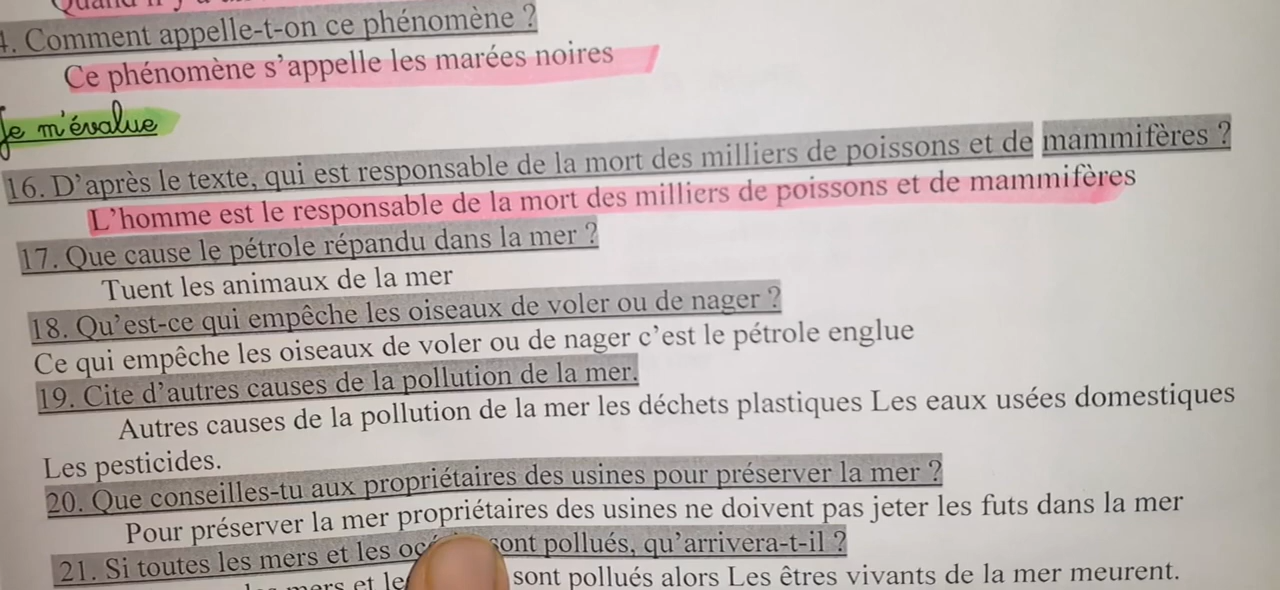 Quand il y
4. Comment appelle-t-on ce phénomène ?
Ce phénomène s’appelle les marées noires
Je m'évalue
16. D’après le texte, qui est responsable de la mort des milliers de poissons et de mammifères ?
L’homme est le responsable de la mort des milliers de poissons et de mammifères
17. Que cause le pétrole répandu dans la mer ?
Tuent les animaux de la mer
18. Qu’est-ce qui empêche les oiseaux de voler ou de nager ?
Ce qui empêche les oiseaux de voler ou de nager c’est le pétrole englue
19. Cite d’autres causes de la pollution de la mer.
Autres causes de la pollution de la mer les déchets plastiques Les eaux usées domestiques
Les pesticides.
20. Que conseilles-tu aux propriétaires des usines pour préserver la mer ?
Pour préserver la mer propriétaires des usines ne doivent pas jeter les futs dans la mer
21. Si toutes les mers et les sont pollués, qu’arrivera-t-il ?
mers et sont pollués alors Les êtres vivants de la mer meurent.